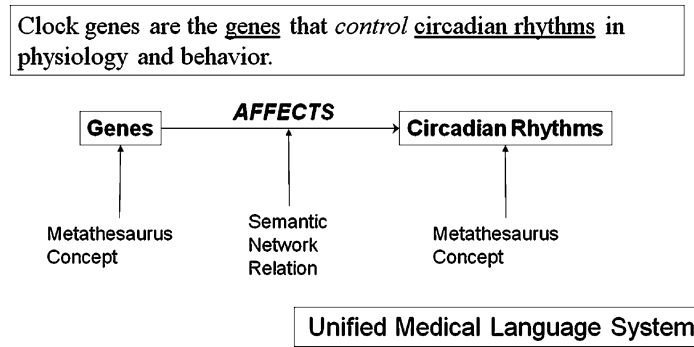 Clock genes are the genes that control circadian rhythms in
physiology and behavior.
AFFECTS
Genes
Circadian Rhythms
Metathesaurus
Concept
Semantic
Network
Relation
Metathesaurus
Concept
Unified Medical Language System